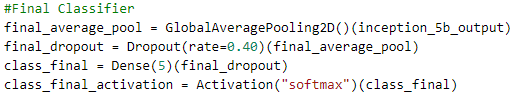 #Final Classifier
final_average_pool = GlobalAveragePooling2D()(inception_5b_output)
final_dropout = Dropout(rate=0.40)(final_average_pool)
class_final = Dense(5)(final_dropout)
class_final_activation = Activation("softmax")(class_final)